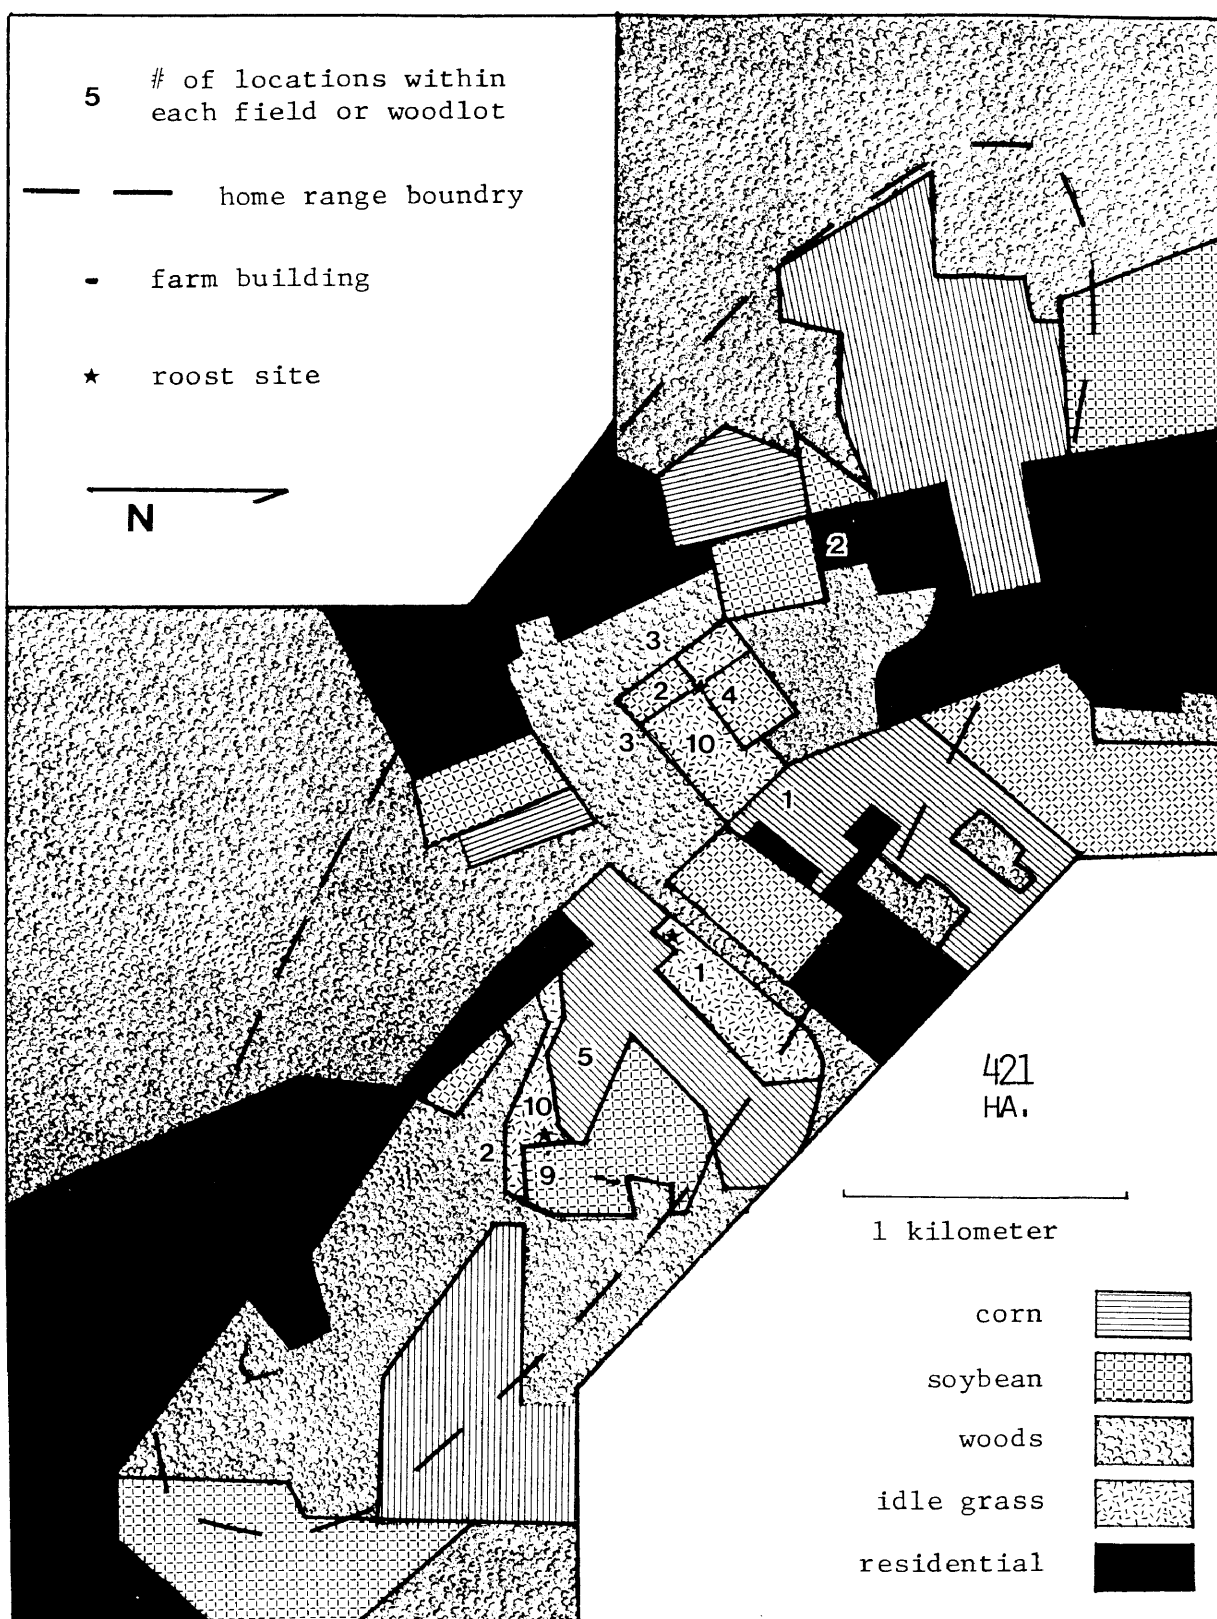 5 # of locations within
each field or woodlot
home range boundry
farm building
roost site
N
2
3
2
4
3
10
1
1
5
10
2
9
421
HA.
1 kilometer
corn
soybean
woods
idle grass
residential